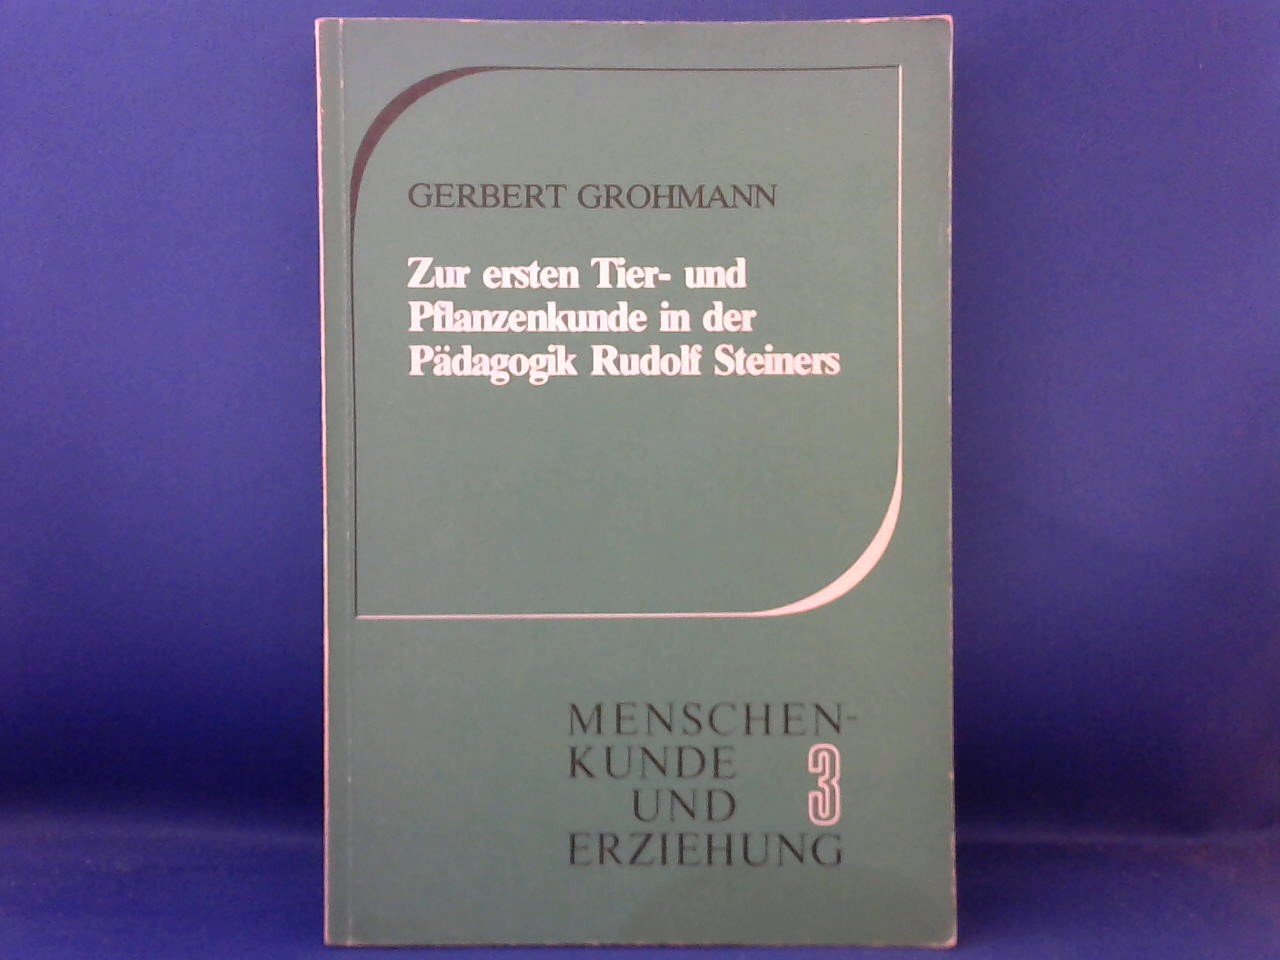 GERBERT GROHMANN
Zur ersten Tier- und
Pflanzenkunde in der
Pädagogik Rudolf Steiners
MENSCHEN-
KUNDE
UND
3
ERZIEHUNG